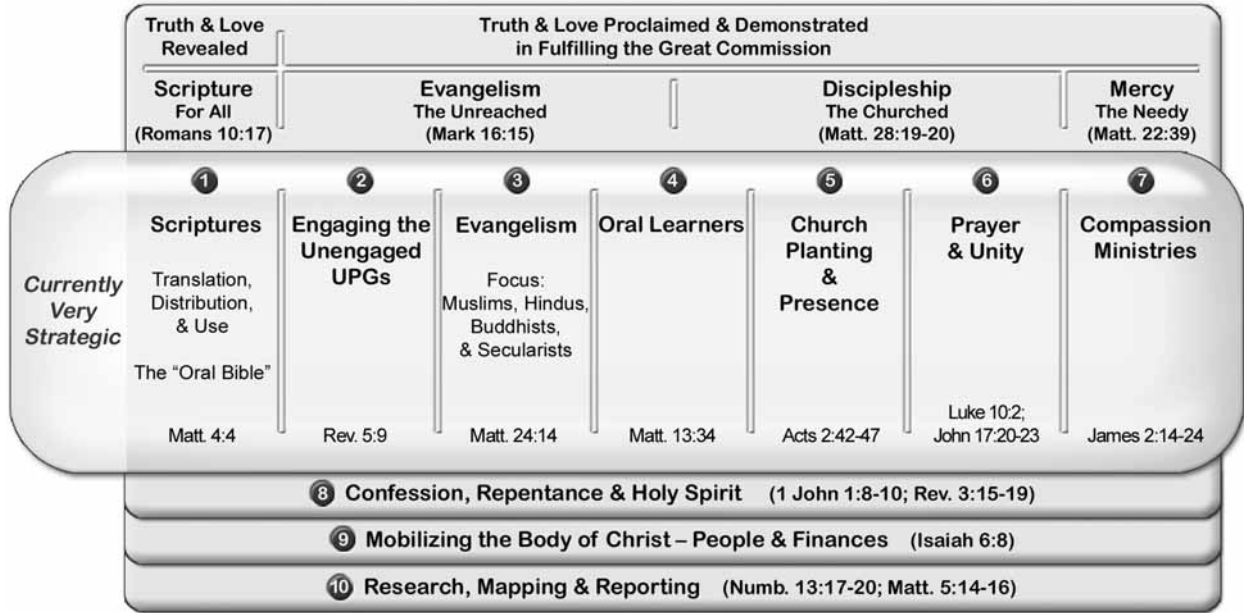 Truth & Love
Revealed
Truth & Love Proclaimed & Demonstrated
in Fulfilling the Great Commission
Scripture
For All
(Romans 10:17)
Evangelism
The Unreached
(Mark 16:15)
Discipleship
The Churched
(Matt. 28:19-20)
Mercy
The Needy
(Matt. 22:39)
Currently
Very
Strategic
1
Scriptures
Translation,
Distribution,
& Use
The “Oral Bible”
Matt. 4:4
2
Engaging the
Unengaged
UPGs
Rev. 5:9
3
Evangelism
Focus:
Muslims, Hindus,
Buddhists,
& Secularists
Matt. 24:14
4
Oral Learners
Matt. 13:34
5
Church
Planting
&
Presence
Acts 2:42-47
6
Prayer
& Unity
Luke 10:2;
John 17:20-23
7
Compassion
Ministries
James 2:14-24
8 Confession, Repentance & Holy Spirit (1 John 1:8-10; Rev. 3:15-19)
9 Mobilizing the Body of Christ – People & Finances (Isaiah 6:8)
10 Research, Mapping & Reporting (Numb. 13:17-20; Matt. 5:14-16)